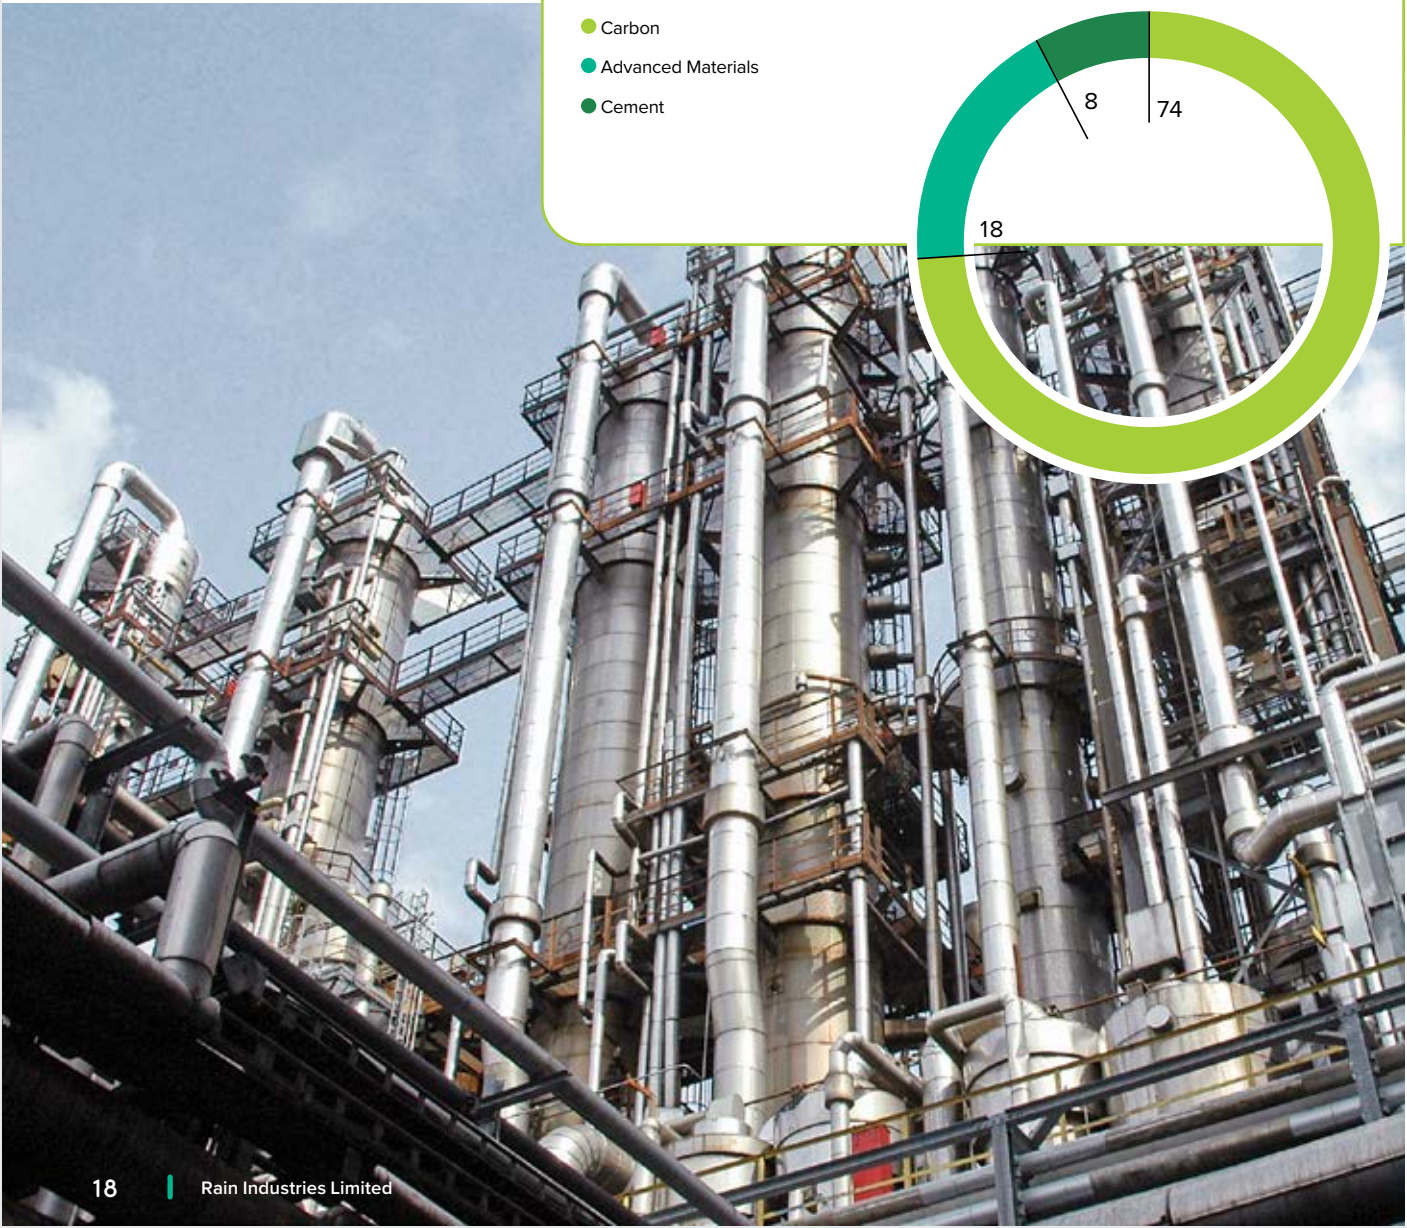 Carbon
Advanced Materials
Cement
8
74
18
18
Rain Industries Limited